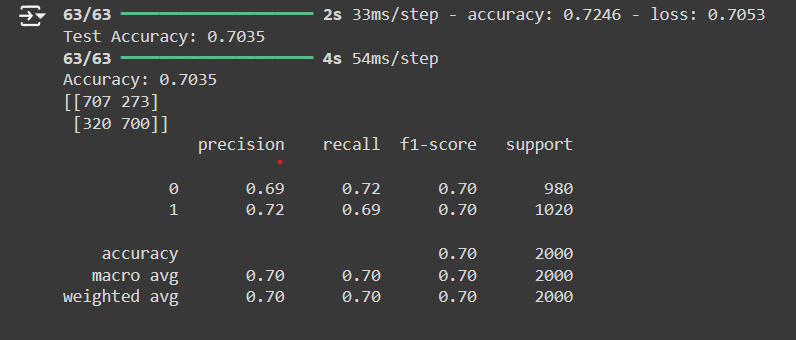 63/63 ━━━━━━━━━━━━━━━━━━━━ 2s 33ms/step - accuracy: 0.7246 - loss: 0.7053
Test Accuracy: 0.7035
63/63 ━━━━━━━━━━━━━━━━━━━━ 4s 54ms/step
Accuracy: 0.7035
[[707 273]
 [320 700]]
              precision    recall  f1-score   support

           0       0.69      0.72      0.70       980
           1       0.72      0.69      0.70      1020

    accuracy                           0.70      2000
   macro avg       0.70      0.70      0.70      2000
weighted avg       0.70      0.70      0.70      2000